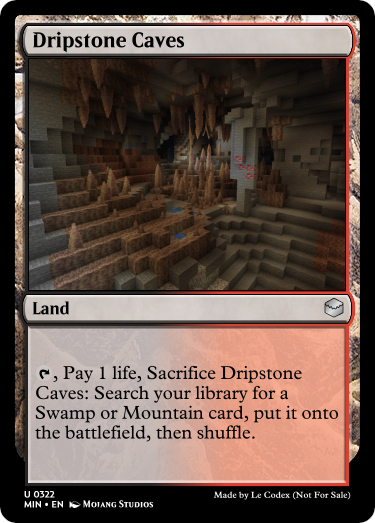 Dripstone Caves
Land
, Pay 1 life, Sacrifice Dripstone
Caves: Search your library for a
Swamp or Mountain card, put it onto
the battlefield, then shuffle.
U 0322
MIN • EN Mojang Studios
Made by Le Codex (Not For Sale)